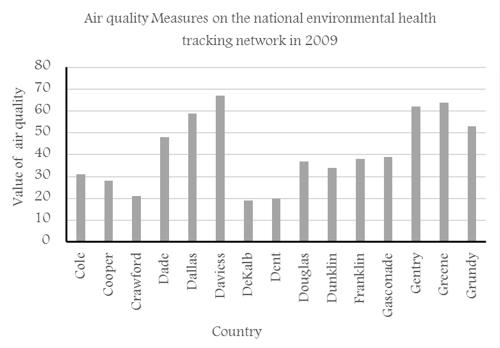 Air quality Measures on the national environmental health
tracking network in 2009
Value of air quality
80
70
60
50
40
30
20
10
0
Cole
Cooper
Crawford
Dade
Dallas
Daviess
DeKalb
Dent
Douglas
Dunklin
Franklin
Gasconade
Gentry
Greene
Grundy
Country